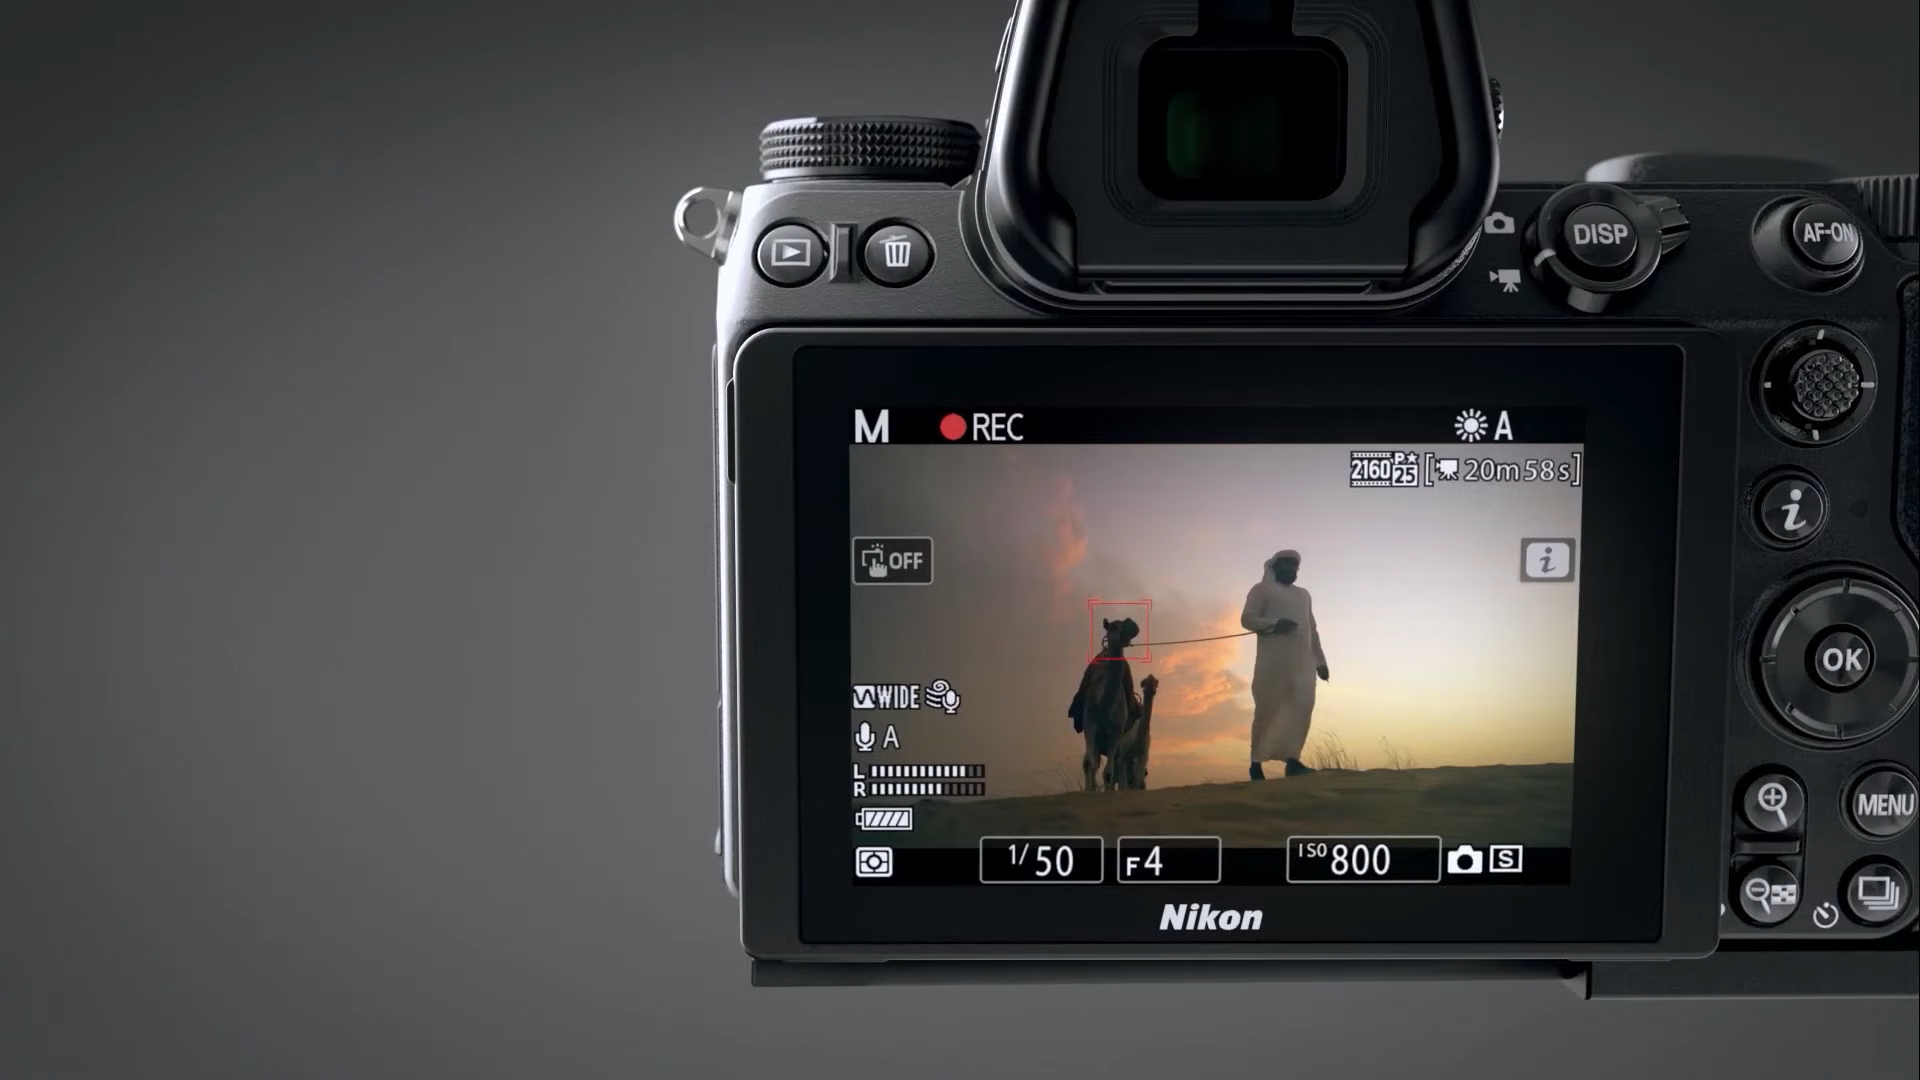 DISP
AF-ON
M REC A
2160 P★ 25 [20m58s]
OFF
i
i
WIDE
A
OK
L
R
MENU
1/50 F4 ISO 800 S
Nikon